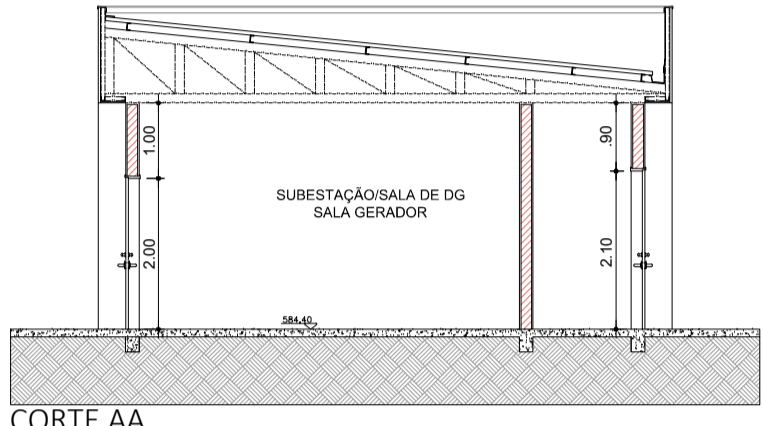 1.00
.90
SUBESTAÇÃO/SALA DE DG
SALA GERADOR
2.00
2.10
584.40
CORTE AA